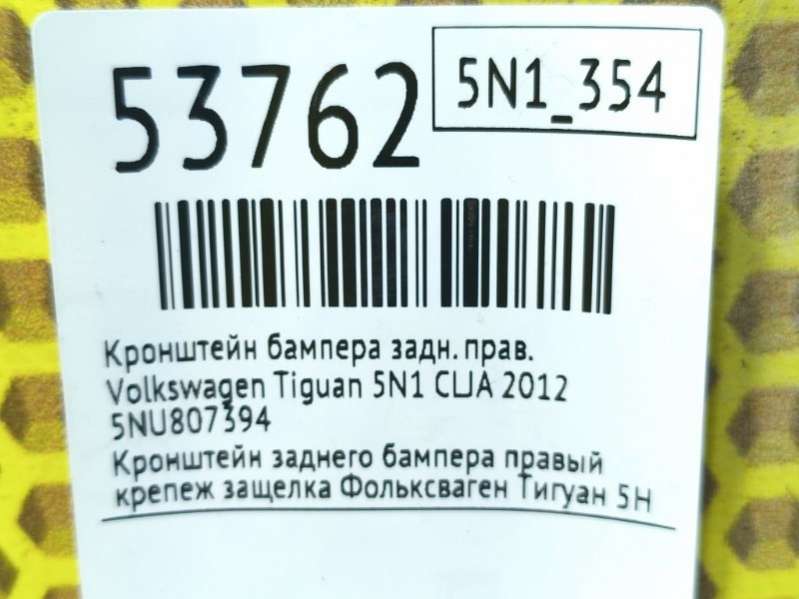 53762
5N1_354
Кронштейн бампера задн. прав.
Volkswagen Tiguan 5N1 США 2012
5NU807394
Кронштейн заднего бампера правый
крепеж защелка Фольксваген Тигуан 5Н